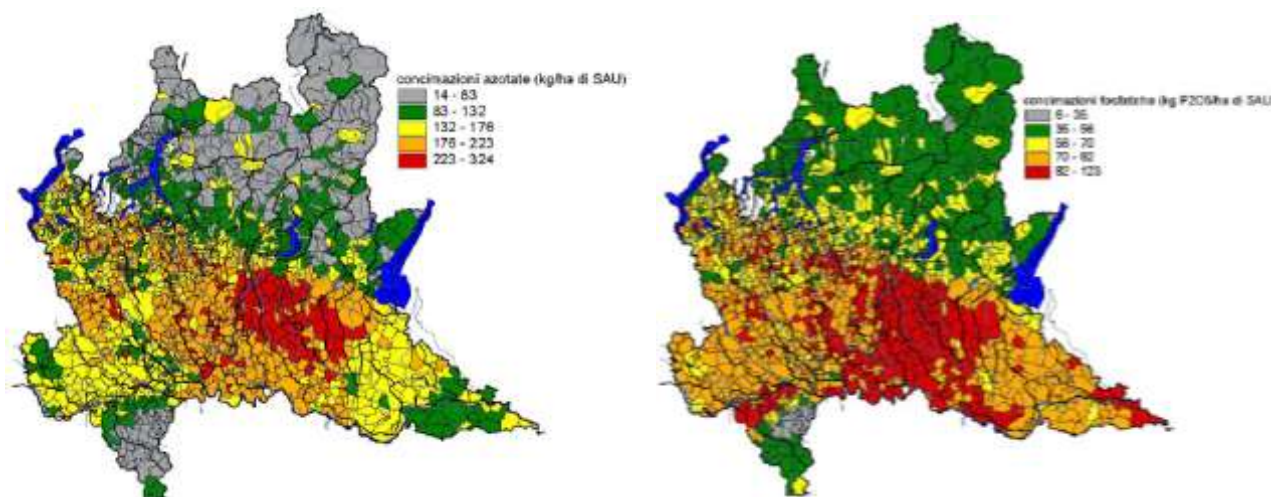 concimazioni azotate (kg/ha di SAU)
14 - 83
83 - 132
132 - 176
176 - 223
223 - 324
concimazioni fosfatiche (kg P2O5/ha di SAU
6 - 35
35 - 56
56 - 70
70 - 82
82 - 123